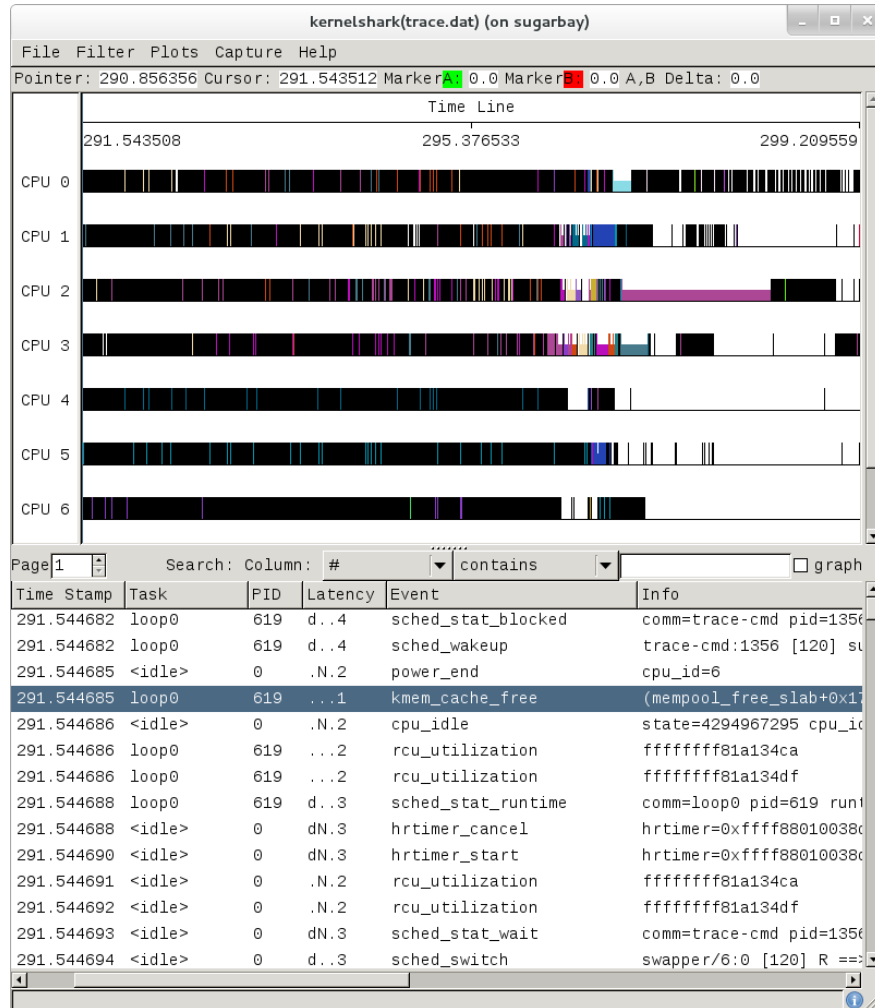 kernelshark(trace.dat) (on sugarbay)
File Filter Plots Capture Help
Pointer: 290.856356 Cursor: 291.543512 MarkerA: 0.0 MarkerB: 0.0 A,B Delta: 0.0
Time Line
291.543508 295.376533 299.209559
CPU 0
CPU 1
CPU 2
CPU 3
CPU 4
CPU 5
CPU 6
Page 1 Search: Column: # contains graph
Time Stamp Task PID Latency Event Info
291.544682 loop0 619 d..4 sched_stat_blocked comm=trace-cmd pid=1356
291.544682 loop0 619 d..4 sched_wakeup trace-cmd:1356 [120] su
291.544685 <idle> 0 .N.2 power_end cpu_id=6
291.544685 loop0 619 ...1 kmem_cache_free (mempool_free_slab+0x17
291.544686 <idle> 0 .N.2 cpu_idle state=4294967295 cpu_id
291.544686 loop0 619 ...2 rcu_utilization ffffffff81a134ca
291.544686 loop0 619 ...2 rcu_utilization ffffffff81a134df
291.544688 loop0 619 d..3 sched_stat_runtime comm=loop0 pid=619 runt
291.544688 <idle> 0 dN.3 hrtimer_cancel hrtimer=0xffff88010038d
291.544690 <idle> 0 dN.3 hrtimer_start hrtimer=0xffff88010038d
291.544691 <idle> 0 .N.2 rcu_utilization ffffffff81a134ca
291.544692 <idle> 0 .N.2 rcu_utilization ffffffff81a134df
291.544693 <idle> 0 dN.3 sched_stat_wait comm=trace-cmd pid=1356
291.544694 <idle> 0 d..3 sched_switch swapper/6:0 [120] R ==>